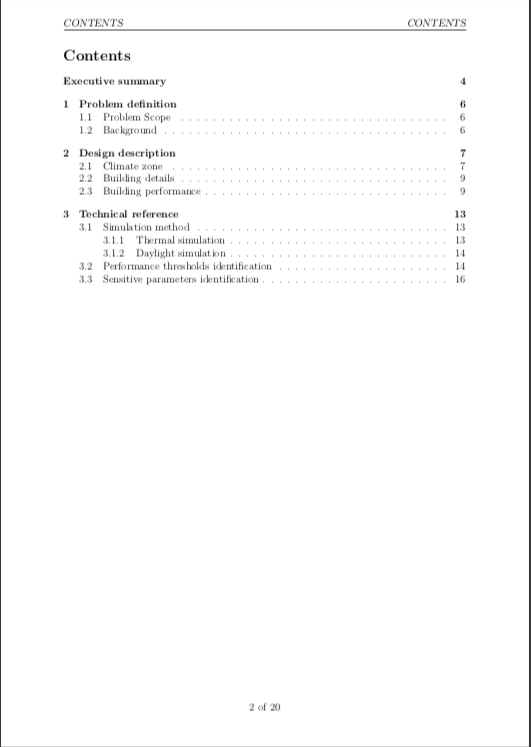 CONTENTS CONTENTS
Contents
Executive summary 4
1 Problem definition 6
1.1 Problem Scope . . . . . . . . . . . . . . . . . . . . . . . . . . . 6
1.2 Background . . . . . . . . . . . . . . . . . . . . . . . . . . . . 6
2 Design description 7
2.1 Climate zone . . . . . . . . . . . . . . . . . . . . . . . . . . . . 7
2.2 Building details . . . . . . . . . . . . . . . . . . . . . . . . . . . 9
2.3 Building performance . . . . . . . . . . . . . . . . . . . . . . . . 9
3 Technical reference 13
3.1 Simulation method . . . . . . . . . . . . . . . . . . . . . . . . . 13
3.1.1 Thermal simulation . . . . . . . . . . . . . . . . . . . . . . 13
3.1.2 Daylight simulation . . . . . . . . . . . . . . . . . . . . . . 14
3.2 Performance thresholds identification . . . . . . . . . . . . . . . . . 14
3.3 Sensitive parameters identification . . . . . . . . . . . . . . . . . . . 16
2 of 20